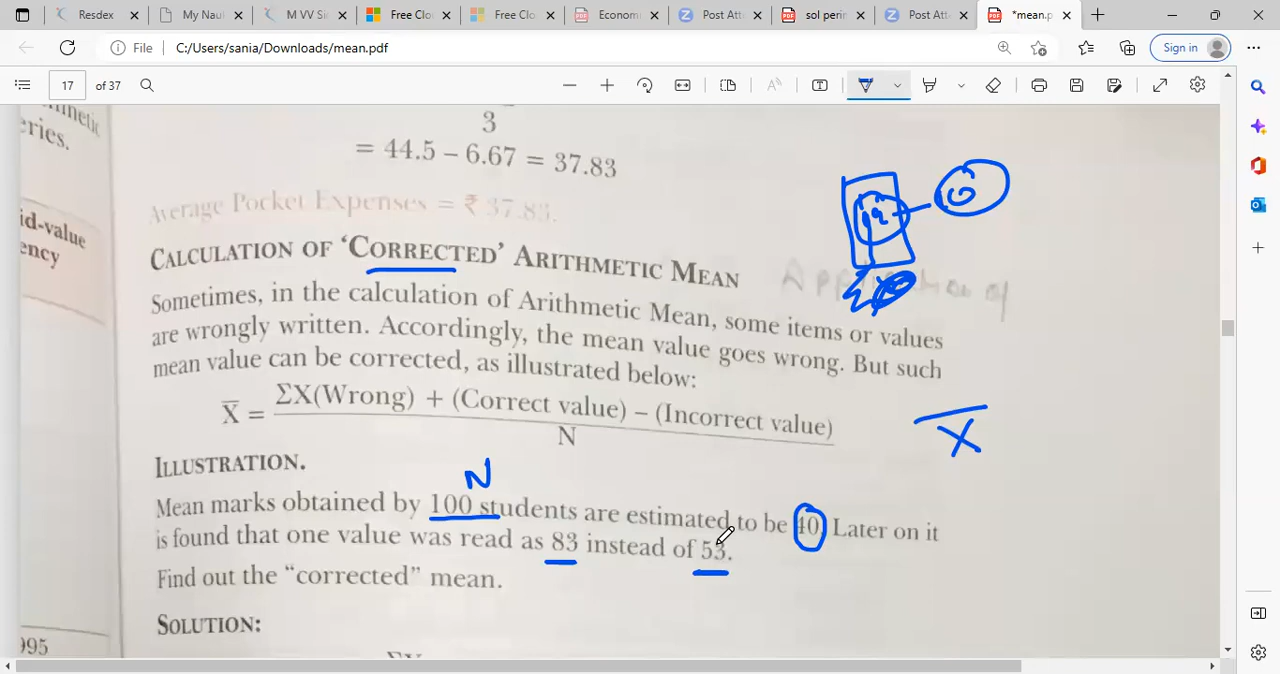 Resdex
My Nau
M VV Si
Free Clo
Free Clo
Econom
Post Att
sol peri
Post Att
*mean.p
File
C:/Users/sania/Downloads/mean.pdf
Sign in
17 of 37
ries.
3
= 44.5 – 6.67 = 37.83
Average Pocket Expenses = ₹ 37.83.
id-value
ency
CALCULATION OF 'CORRECTED' ARITHMETIC MEAN
Sometimes, in the calculation of Arithmetic Mean, some items or values
are wrongly written. Accordingly, the mean value goes wrong. But such
mean value can be corrected, as illustrated below:
X̅ = ΣX(Wrong) + (Correct value) – (Incorrect value)
N
X̅
ILLUSTRATION.
N
Mean marks obtained by 100 students are estimated to be 40. Later on it
is found that one value was read as 83 instead of 53.
Find out the "corrected" mean.
SOLUTION:
995